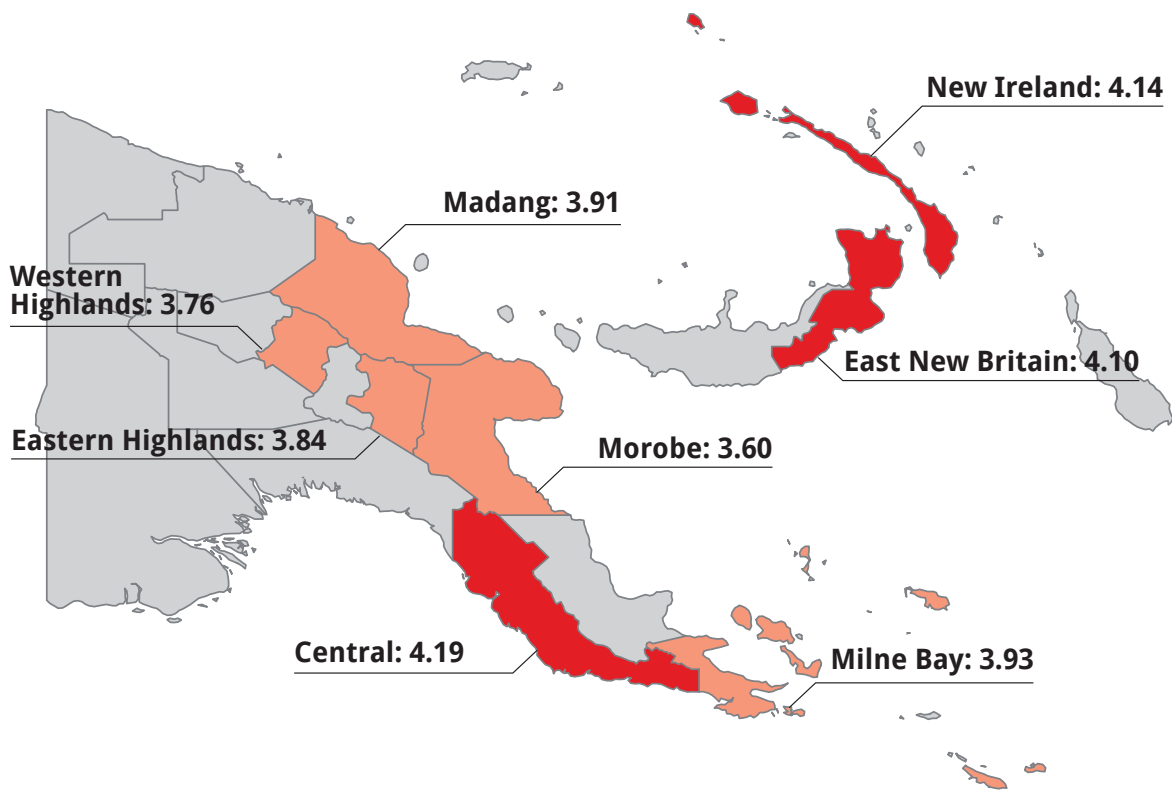 New Ireland: 4.14
Madang: 3.91
Western
Highlands: 3.76
East New Britain: 4.10
Eastern Highlands: 3.84
Morobe: 3.60
Central: 4.19
Milne Bay: 3.93